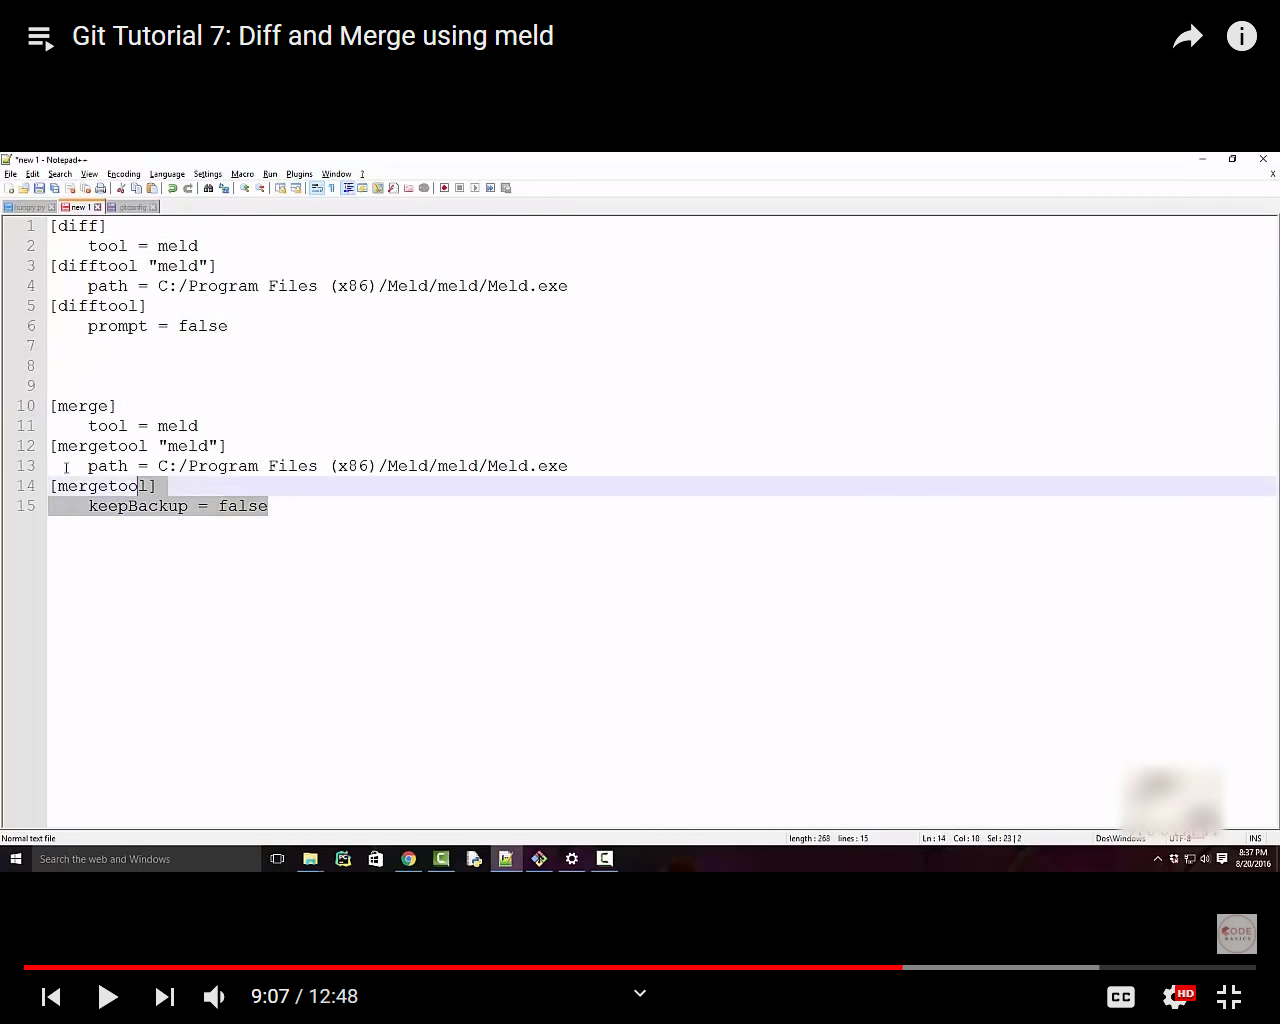 Git Tutorial 7: Diff and Merge using meld
*new 1 - Notepad++
File Edit Search View Encoding Language Settings Macro Run Plugins Window ?
X
hungry.py new 1 gitconfig
1 [diff]
2 tool = meld
3 [difftool "meld"]
4 path = C:/Program Files (x86)/Meld/meld/Meld.exe
5 [difftool]
6 prompt = false
7
8
9
10 [merge]
11 tool = meld
12 [mergetool "meld"]
13 path = C:/Program Files (x86)/Meld/meld/Meld.exe
14 [mergetool]
15 keepBackup = false
Normal text file length : 268 lines : 15 Ln : 14 Col : 10 Sel : 23 | 2 Dos\Windows UTF-8 INS
Search the web and Windows
8:37 PM
8/20/2016
CODE
BASICS
9:07 / 12:48
CC
HD